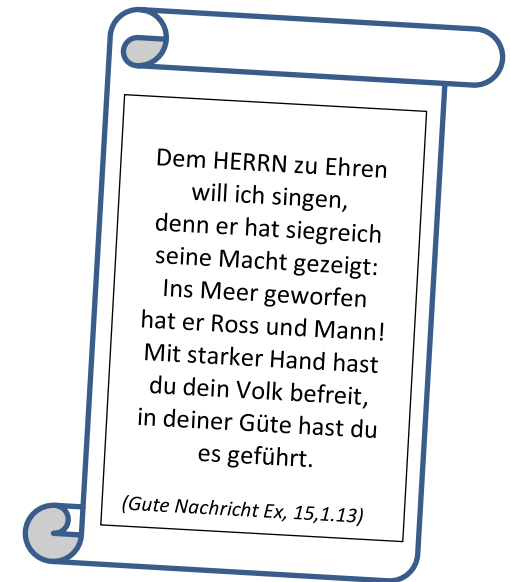 Dem HERRN zu Ehren
will ich singen,
denn er hat siegreich
seine Macht gezeigt:
Ins Meer geworfen
hat er Ross und Mann!
Mit starker Hand hast
du dein Volk befreit,
in deiner Güte hast du
es geführt.
(Gute Nachricht Ex, 15,1.13)